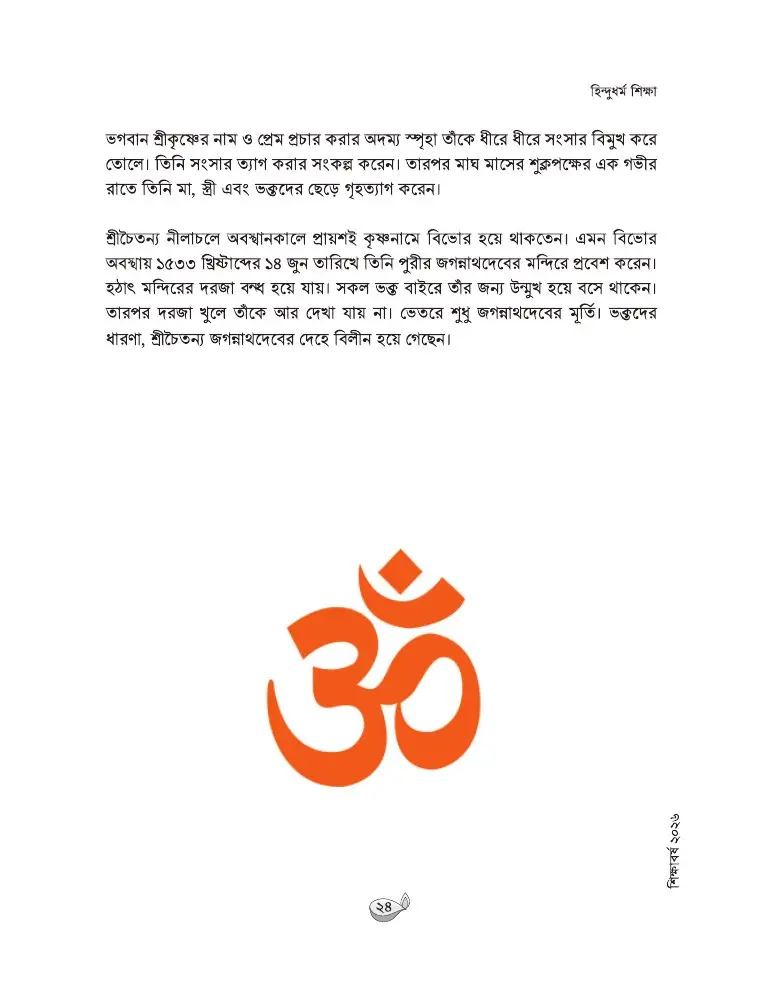 হিন্দুধর্ম শিক্ষা
ভগবান শ্রীকৃষ্ণের নাম ও প্রেম প্রচার করার অদম্য স্পৃহা তাঁকে ধীরে ধীরে সংসার বিমুখ করে
তোলে। তিনি সংসার ত্যাগ করার সংকল্প করেন। তারপর মাঘ মাসের শুক্লপক্ষের এক গভীর
রাতে তিনি মা, স্ত্রী এবং ভক্তদের ছেড়ে গৃহত্যাগ করেন।
শ্রীচৈতন্য নীলাচলে অবস্থানকালে প্রায়শই কৃষ্ণনামে বিভোর হয়ে থাকতেন। এমন বিভোর
অবস্থায় ১৫৩৩ খ্রিষ্টাব্দের ১৪ জুন তারিখে তিনি পুরীর জগন্নাথদেবের মন্দিরে প্রবেশ করেন।
হঠাৎ মন্দিরের দরজা বন্ধ হয়ে যায়। সকল ভক্ত বাইরে তাঁর জন্য উন্মুখ হয়ে বসে থাকেন।
তারপর দরজা খুলে তাঁকে আর দেখা যায় না। ভেতরে শুধু জগন্নাথদেবের মূর্তি। ভক্তদের
ধারণা, শ্রীচৈতন্য জগন্নাথদেবের দেহে বিলীন হয়ে গেছেন।
ॐ
শিক্ষাবর্ষ ২০২৬
২৪